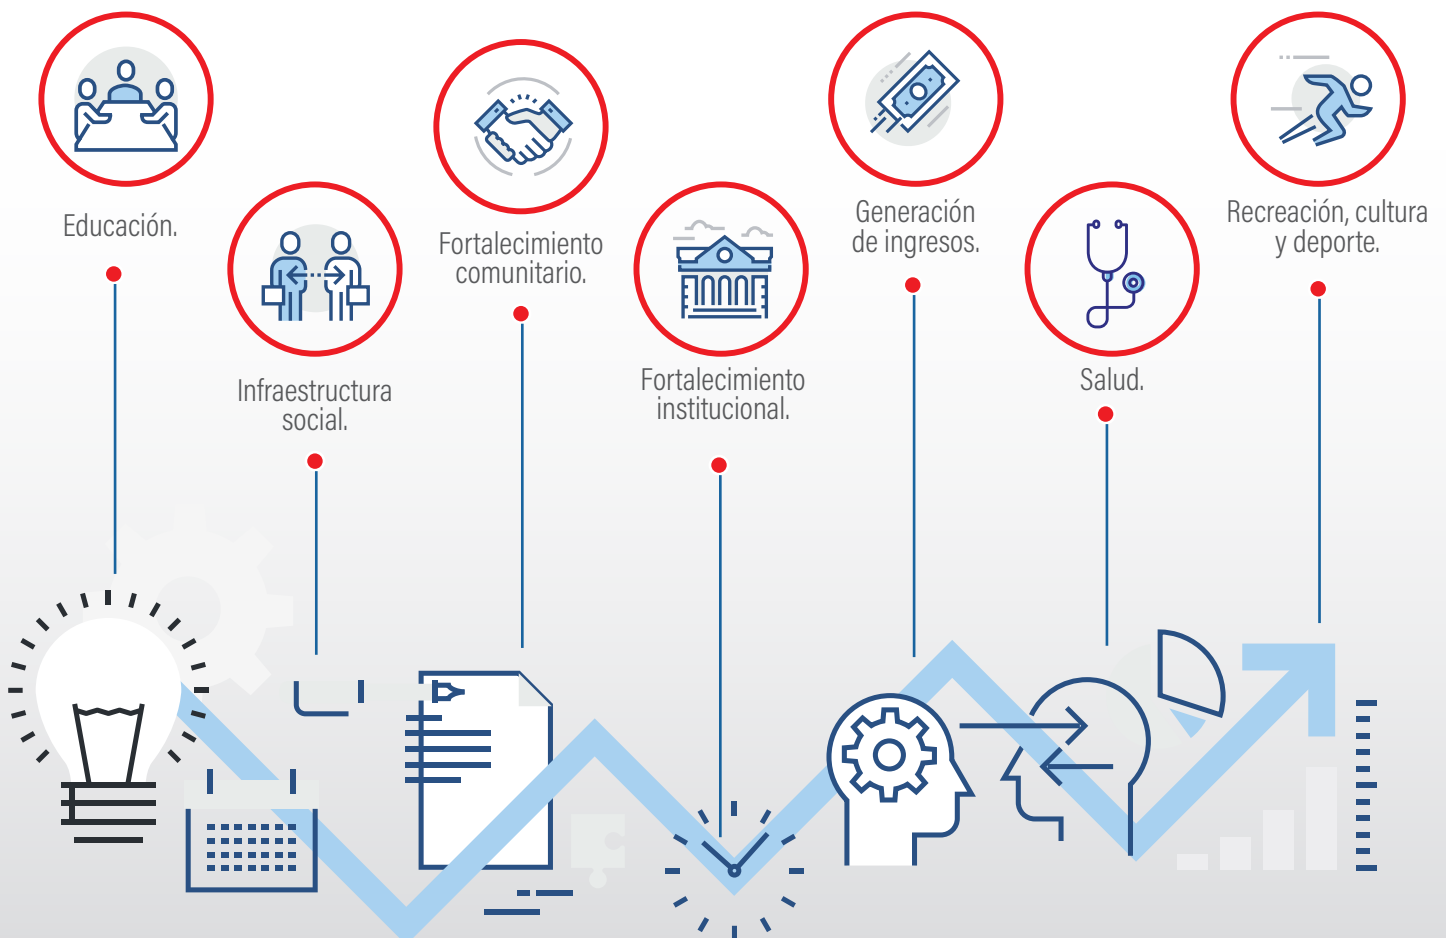 Educación.
Infraestructura
social.
Fortalecimiento
comunitario.
Fortalecimiento
institucional.
Generación
de ingresos.
Salud.
Recreación, cultura
y deporte.